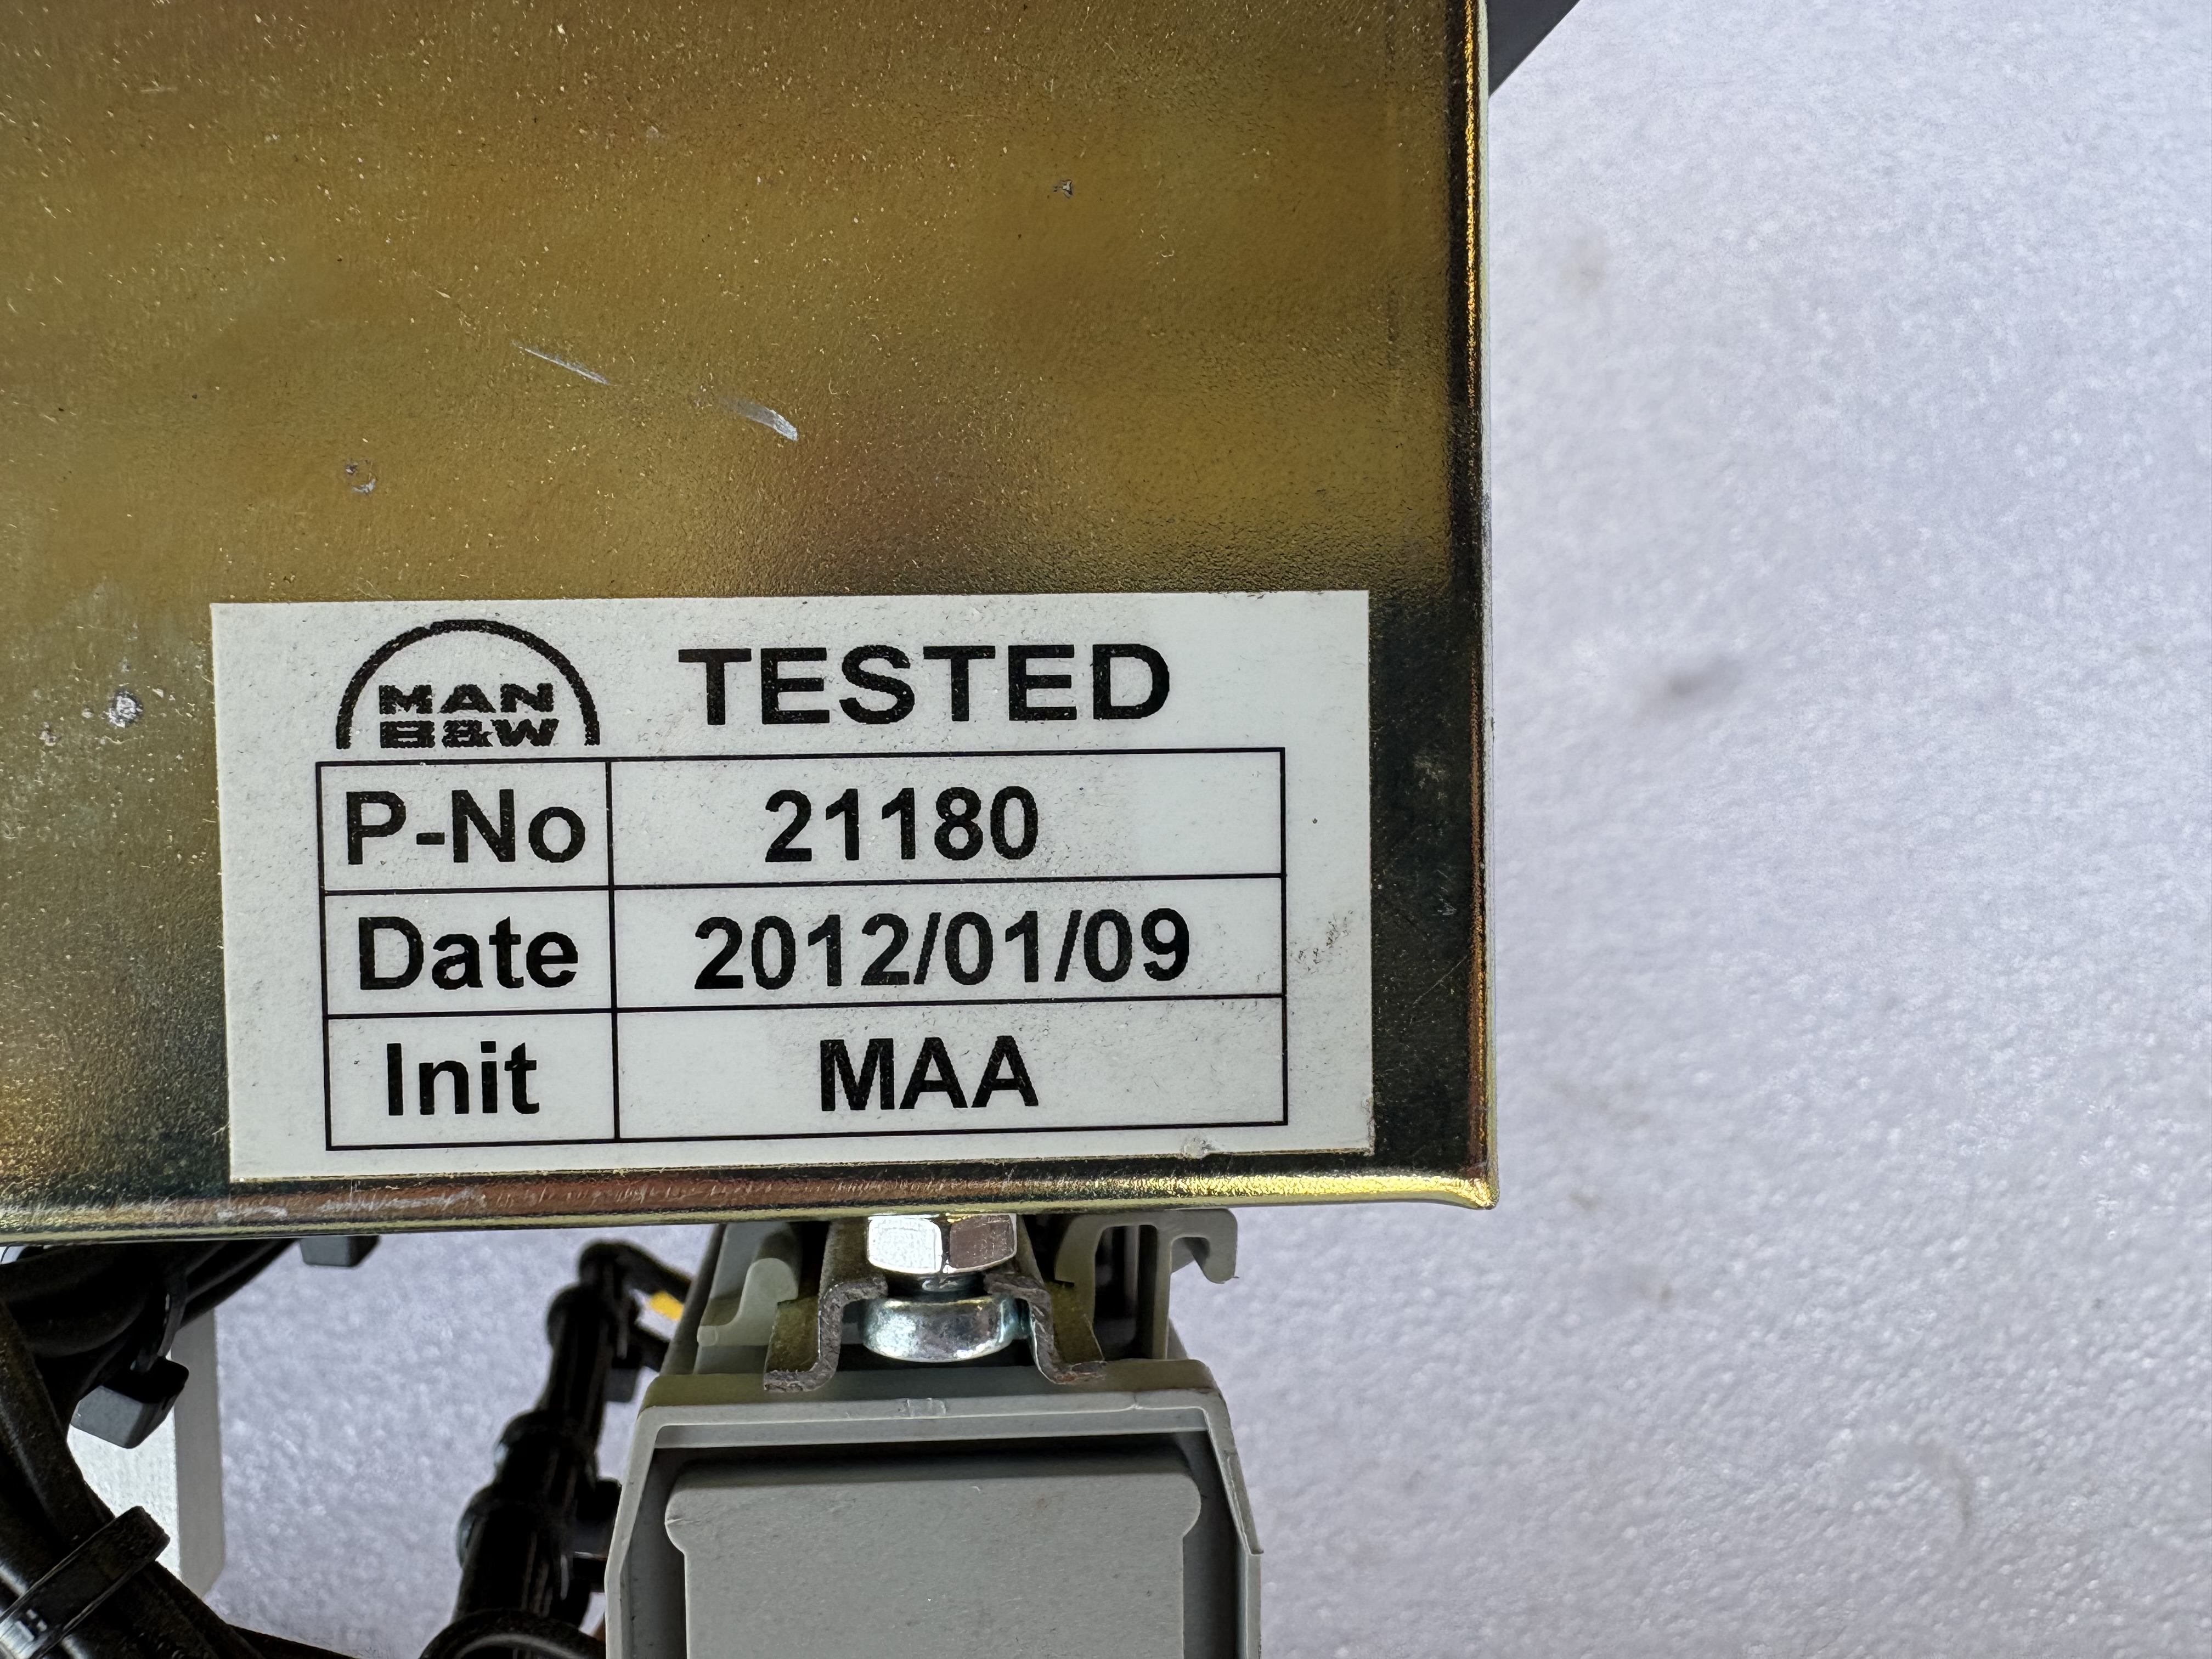 MAN
B&W
TESTED
P-No 21180
Date 2012/01/09
Init MAA